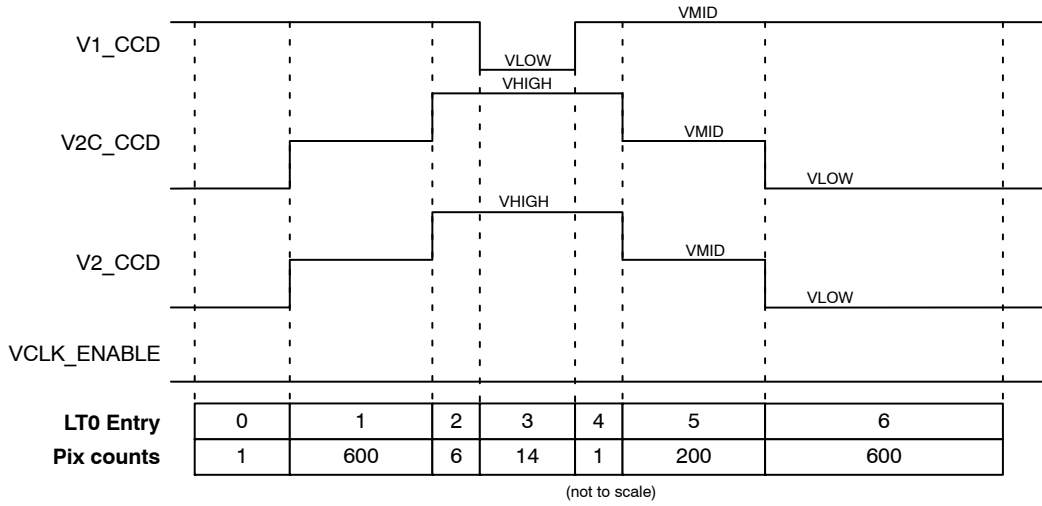 VMID
V1_CCD
VLOW
VHIGH
V2C_CCD
VMID
VLOW
VHIGH
V2_CCD
VMID
VLOW
VCLK_ENABLE
LT0 Entry 0 1 2 3 4 5 6
Pix counts 1 600 6 14 1 200 600
(not to scale)